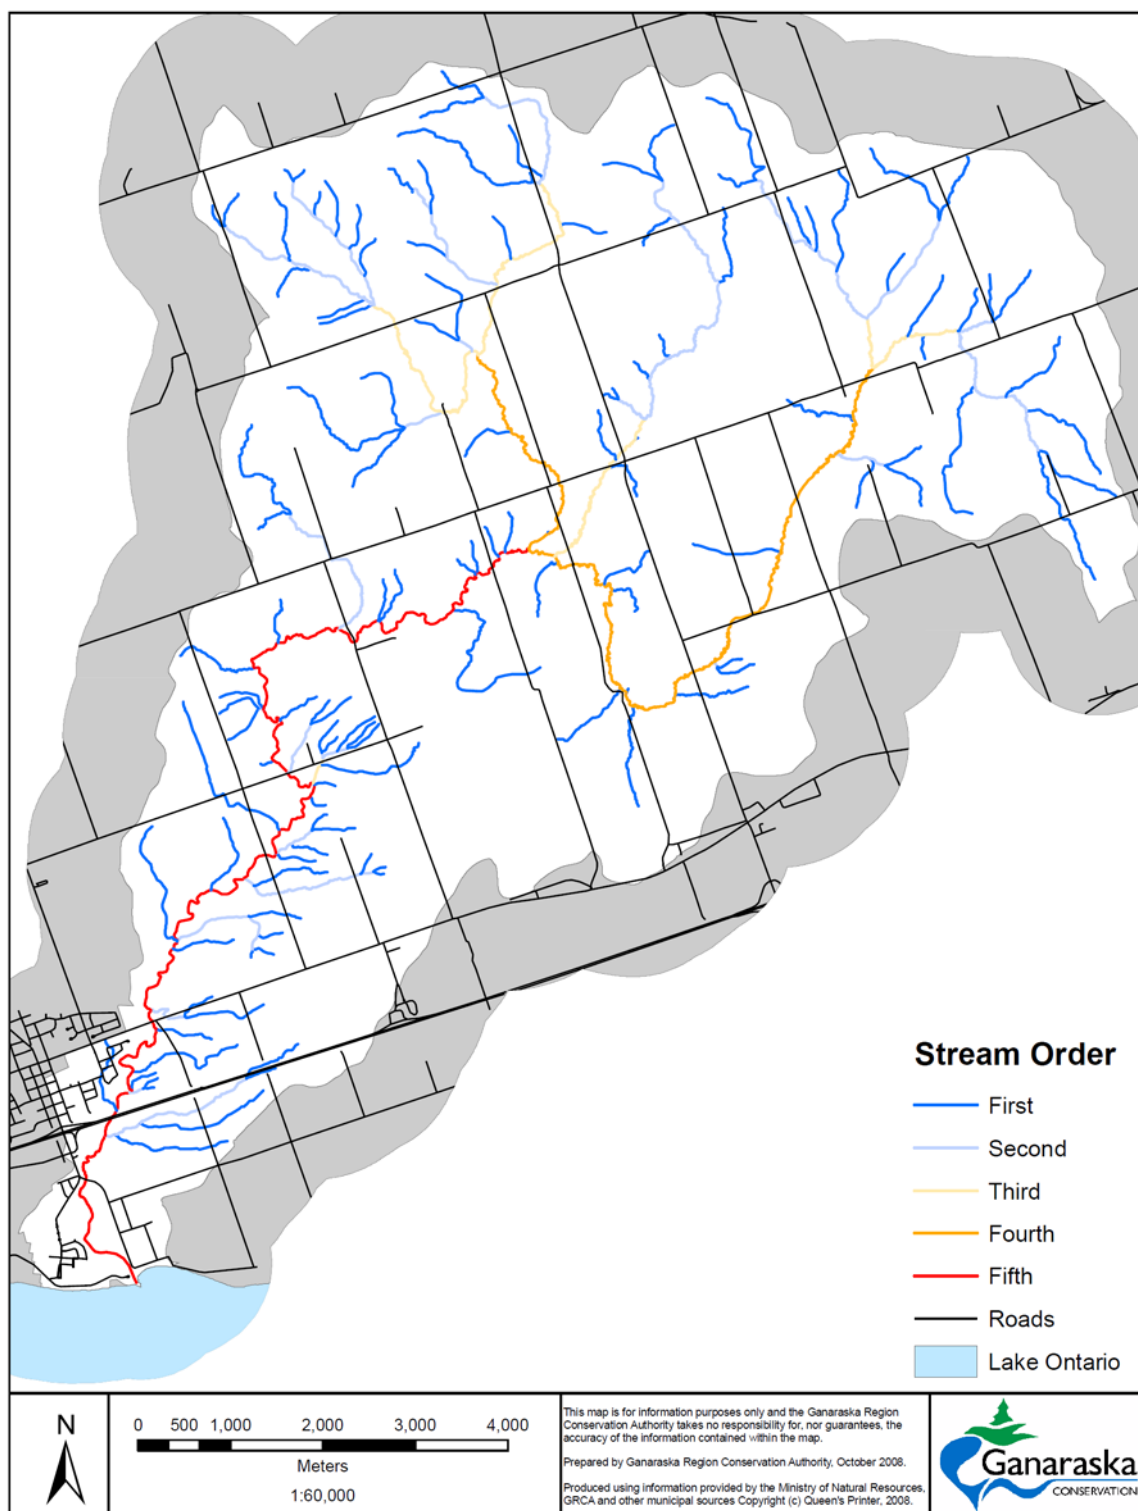 Stream Order
First
Second
Third
Fourth
Fifth
Roads
Lake Ontario
N
0 500 1,000 2,000 3,000 4,000
Meters
1:60,000
This map is for information purposes only and the Ganaraska Region
Conservation Authority takes no responsibility for, nor guarantees, the
accuracy of the information contained within the map.
Prepared by Ganaraska Region Conservation Authority, October 2008.
Produced using information provided by the Ministry of Natural Resources,
GRCA and other municipal sources Copyright (c) Queen's Printer, 2008.
Ganaraska
CONSERVATION